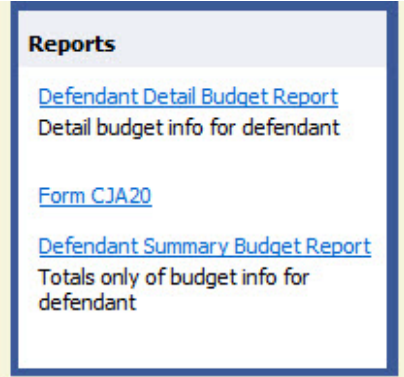 Reports
Defendant Detail Budget Report
Detail budget info for defendant
Form CJA20
Defendant Summary Budget Report
Totals only of budget info for
defendant